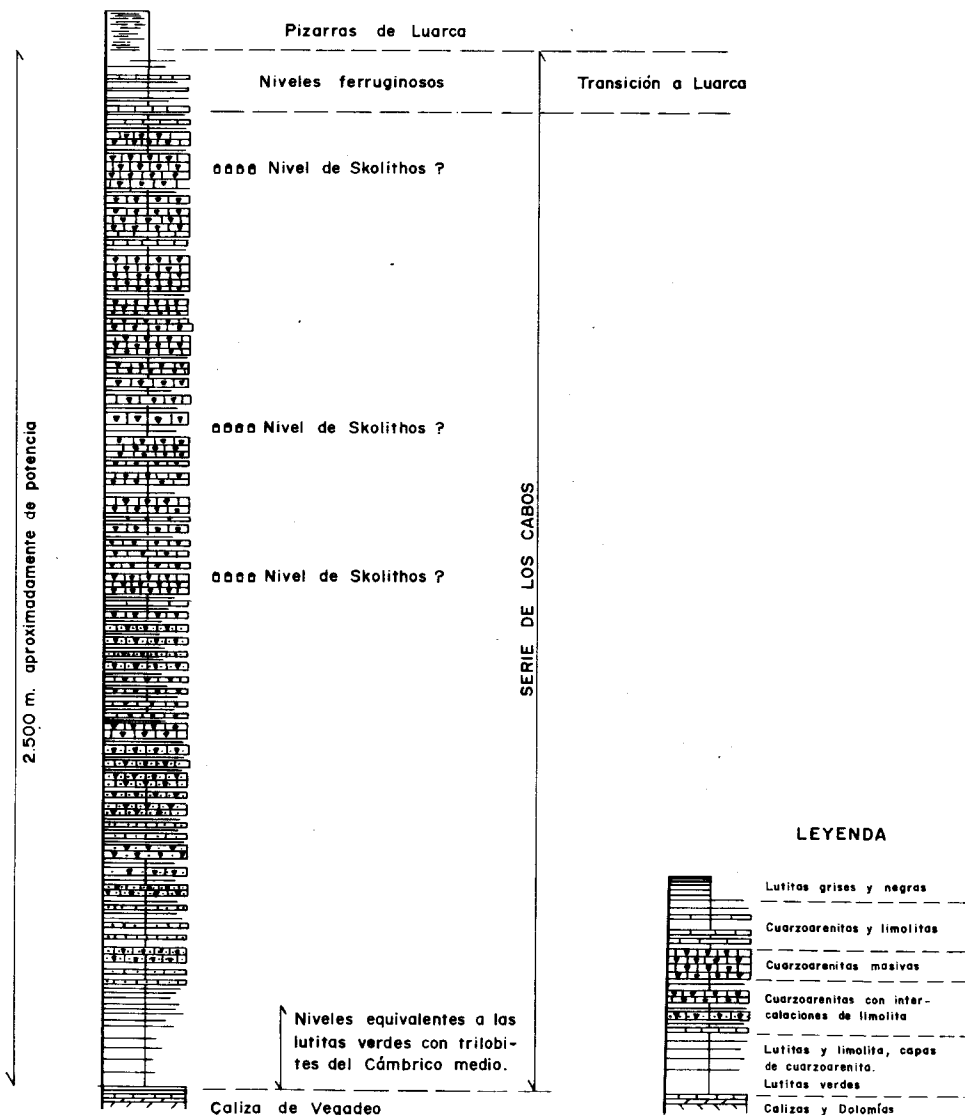 Pizarras de Luarca
Niveles ferruginosos
Transición a Luarca
0000 Nivel de Skolithos ?
0000 Nivel de Skolithos ?
0000 Nivel de Skolithos ?
2.500 m. aproximadamente de potencia
SERIE DE LOS CABOS
Niveles equivalentes a las
lutitas verdes con trilobi-
tes del Cámbrico medio.
Caliza de Vegadeo
LEYENDA
Lutitas grises y negras
Cuarzoarenitas y limolitas
Cuarzoarenitas masivas
Cuarzoarenitas con inter-
calaciones de limolita
Lutitas y limolita, capas
de cuarzoarenita.
Lutitas verdes
Calizas y Dolomías